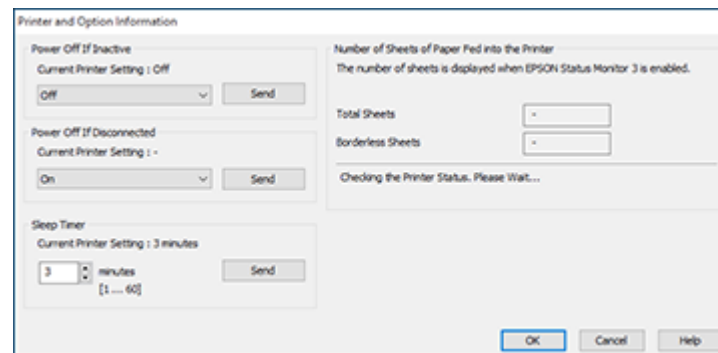 Printer and Option Information
Power Off If Inactive
Current Printer Setting : Off
Off
Send
Power Off If Disconnected
Current Printer Setting : -
On
Send
Sleep Timer
Current Printer Setting : 3 minutes
3 minutes
[1 .... 60]
Send
Number of Sheets of Paper Fed into the Printer
The number of sheets is displayed when EPSON Status Monitor 3 is enabled.
Total Sheets -
Borderless Sheets -
Checking the Printer Status. Please Wait...
OK Cancel Help